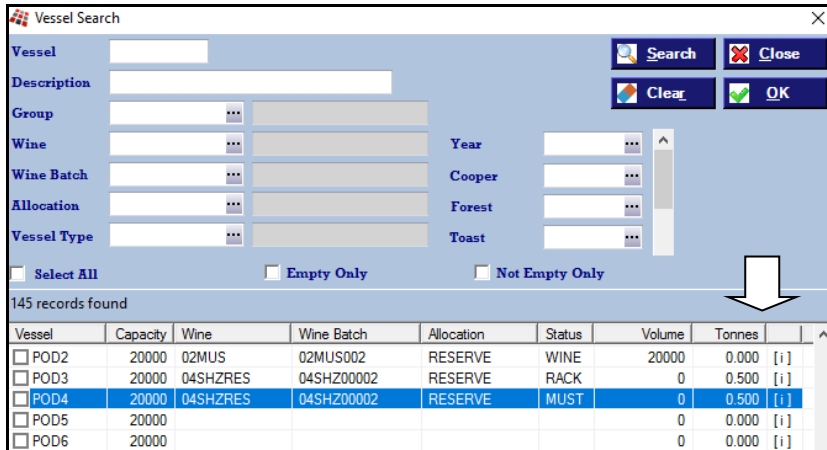 Vessel Search
Vessel
Search
Close
Description
Clear
OK
Group
Wine
Year
Wine Batch
Cooper
Allocation
Forest
Vessel Type
Toast
Select All
Empty Only
Not Empty Only
145 records found
Vessel Capacity Wine Wine Batch Allocation Status Volume Tonnes
POD2 20000 02MUS 02MUS002 RESERVE WINE 20000 0.000 [i]
POD3 20000 04SHZRES 04SHZ00002 RESERVE RACK 0 0.500 [i]
POD4 20000 04SHZRES 04SHZ00002 RESERVE MUST 0 0.500 [i]
POD5 20000 0 0.000 [i]
POD6 20000 0 0.000 [i]